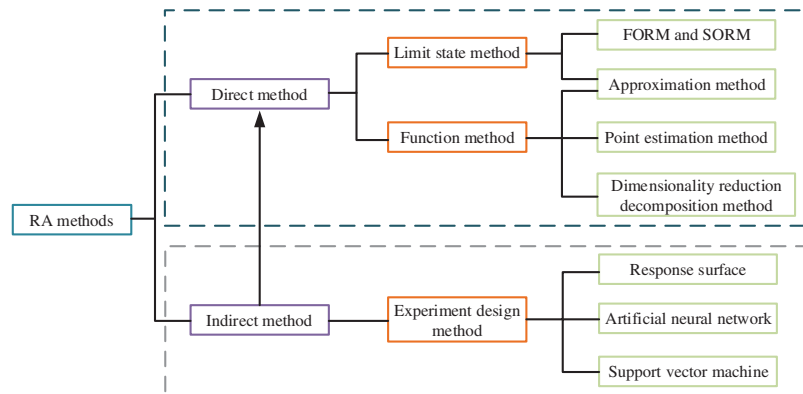 FORM and SORM
Limit state method
Approximation method
Direct method
Function method
Point estimation method
Dimensionality reduction
decomposition method
RA methods
Response surface
Indirect method
Experiment design
method
Artificial neural network
Support vector machine